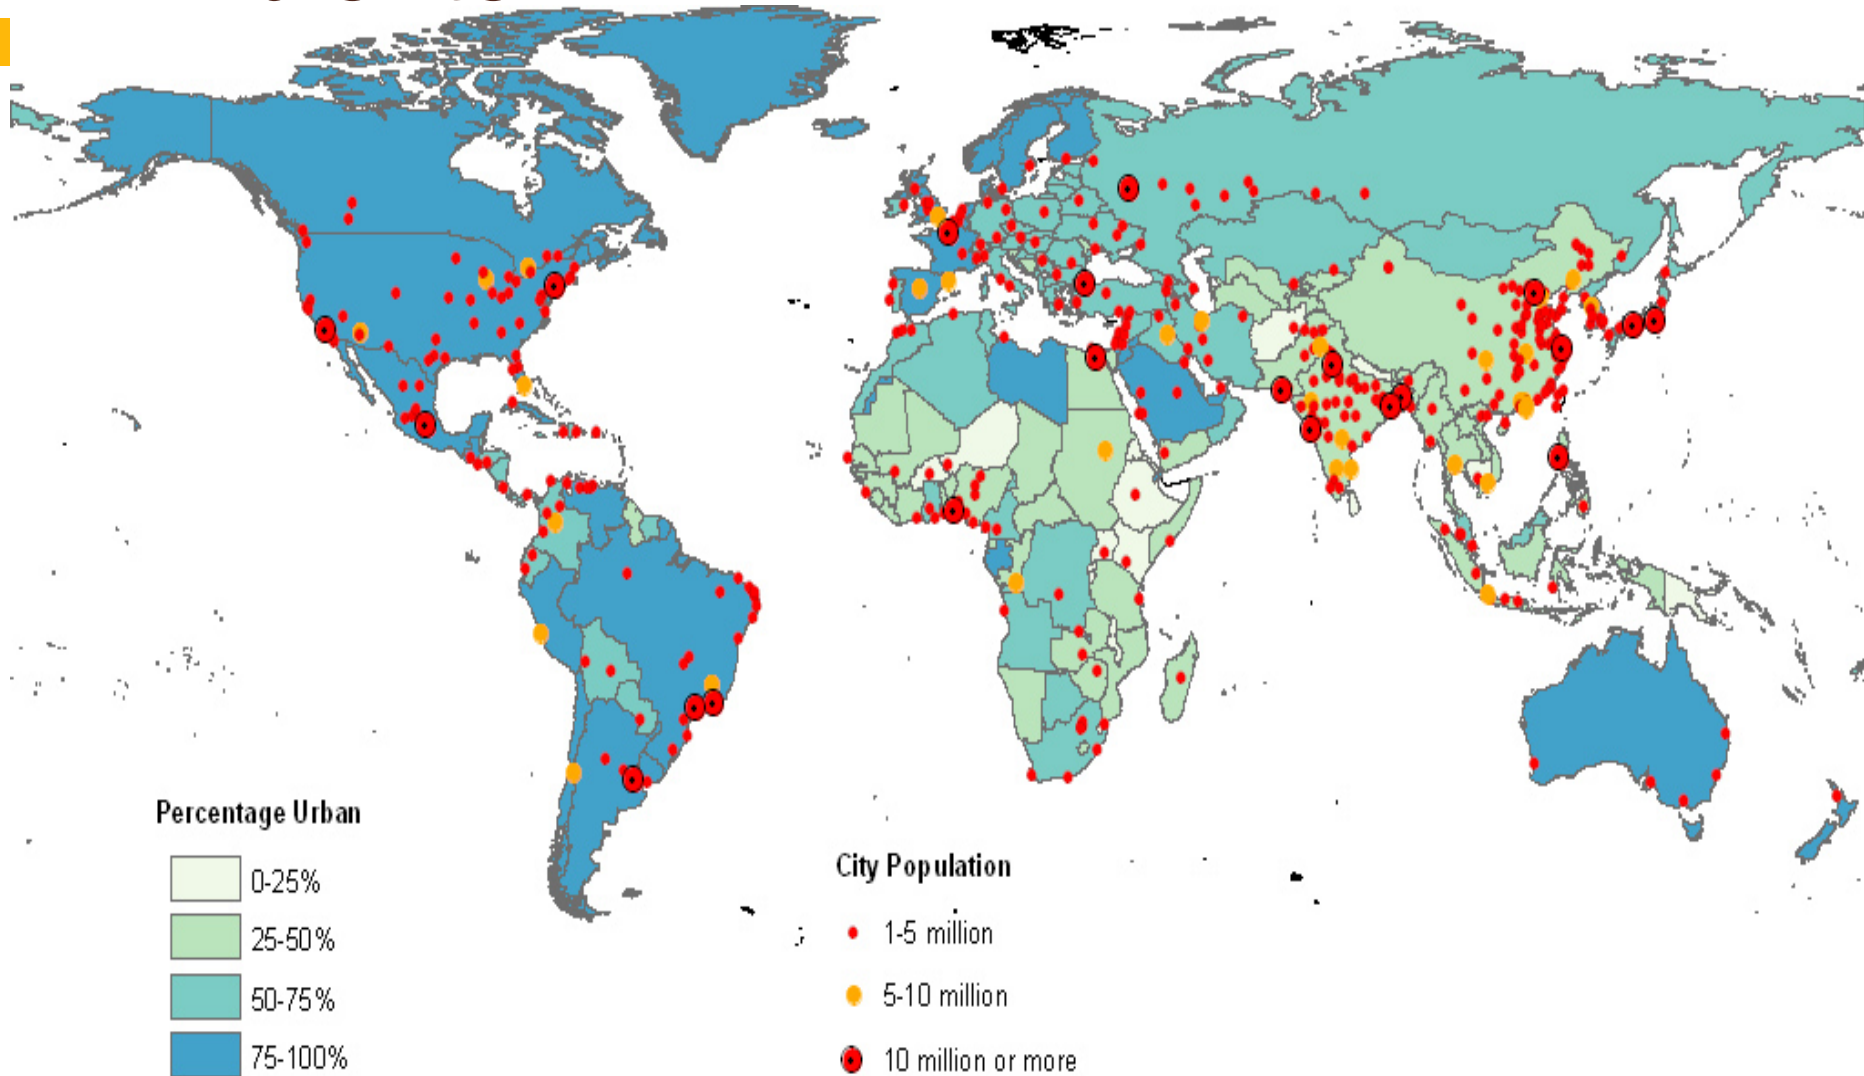 Percentage Urban
0-25%
25-50%
50-75%
75-100%
City Population
1-5 million
5-10 million
10 million or more